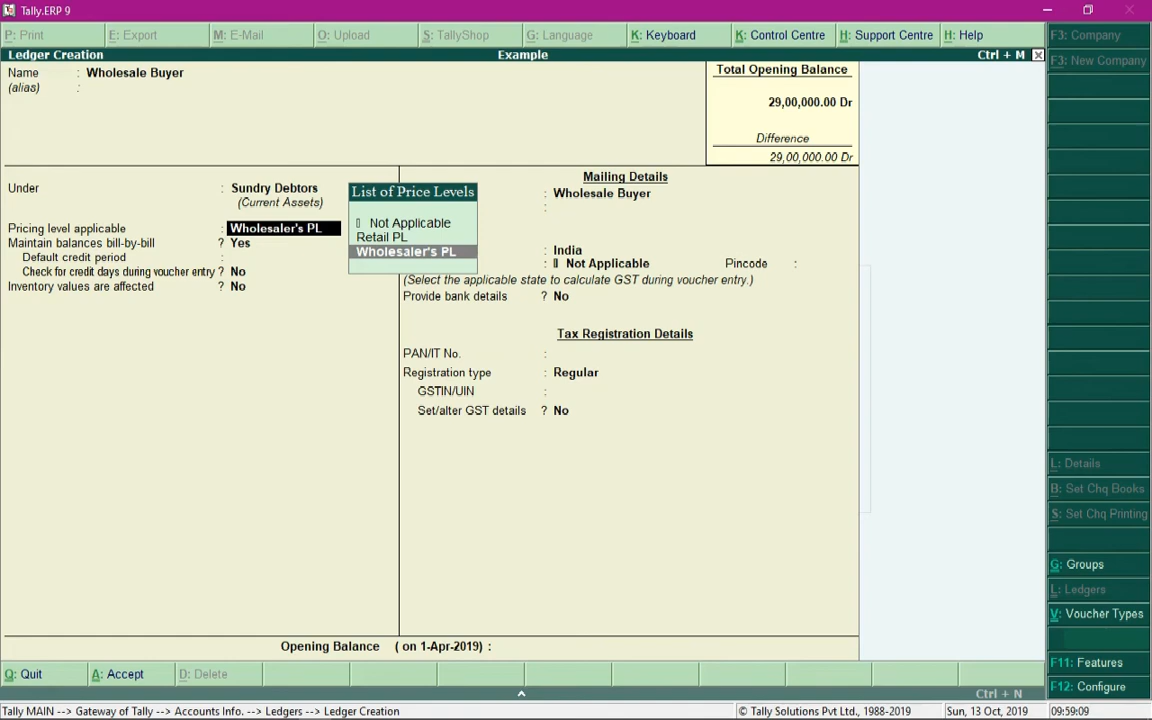 Tally.ERP 9
P: Print
E: Export
M: E-Mail
O: Upload
S: TallyShop
G: Language
K: Keyboard
K: Control Centre
H: Support Centre
H: Help
F3: Company
F3: New Company
Ledger Creation
Example
Ctrl + M
Name : Wholesale Buyer
(alias) :
Total Opening Balance
29,00,000.00 Dr
Difference
29,00,000.00 Dr
Under : Sundry Debtors
(Current Assets)
Pricing level applicable : Wholesaler's PL
Maintain balances bill-by-bill ? Yes
Default credit period :
Check for credit days during voucher entry ? No
Inventory values are affected ? No
List of Price Levels
Not Applicable
Retail PL
Wholesaler's PL
Mailing Details
: Wholesale Buyer
:
: India
: Not Applicable Pincode :
(Select the applicable state to calculate GST during voucher entry.)
Provide bank details ? No
Tax Registration Details
PAN/IT No. :
Registration type : Regular
GSTIN/UIN :
Set/alter GST details ? No
Opening Balance ( on 1-Apr-2019) :
L: Details
B: Set Chq Books
S: Set Chq Printing
G: Groups
L: Ledgers
V: Voucher Types
F11: Features
F12: Configure
Q: Quit
A: Accept
D: Delete
Ctrl + N
Tally MAIN --> Gateway of Tally --> Accounts Info. --> Ledgers --> Ledger Creation
© Tally Solutions Pvt Ltd., 1988-2019
Sun, 13 Oct, 2019
09:59:09